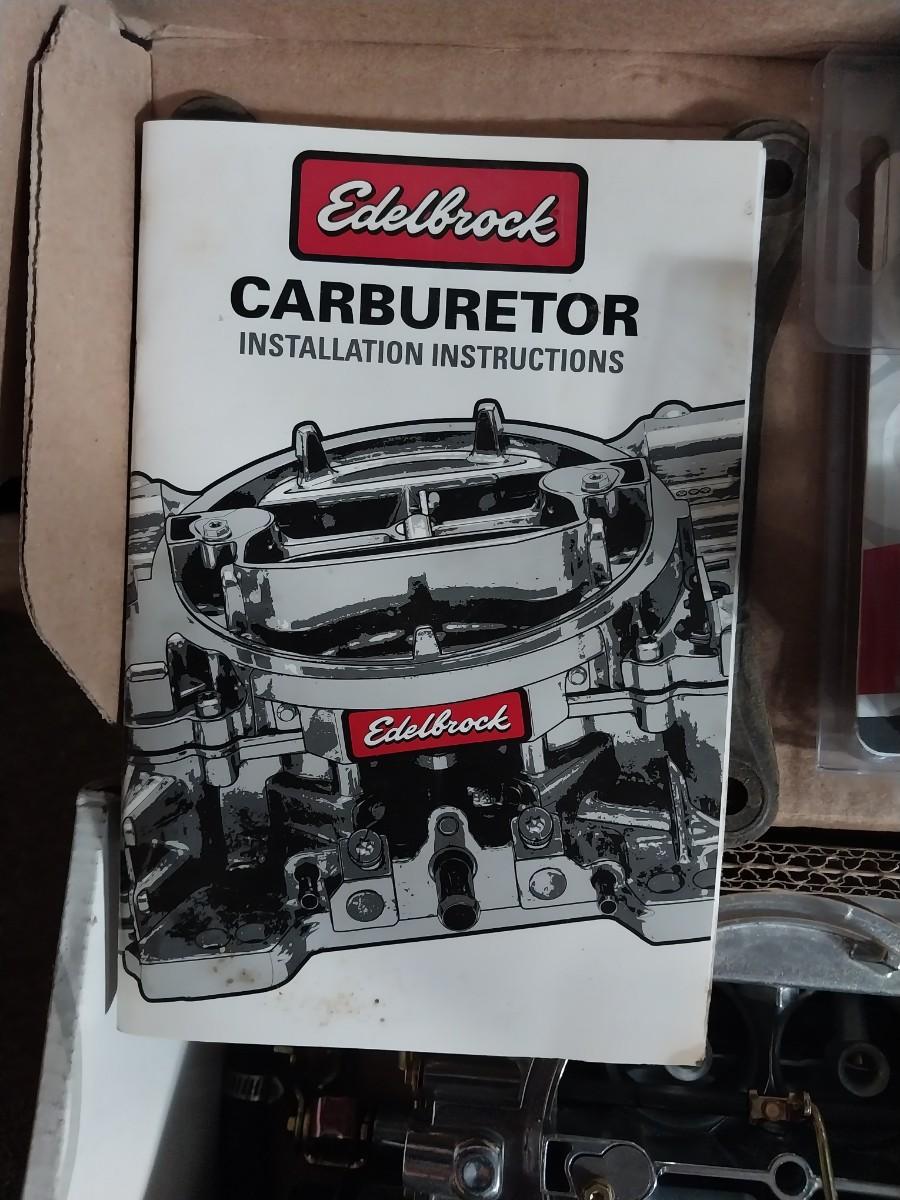 Edelbrock
CARBURETOR
INSTALLATION INSTRUCTIONS
Edelbrock